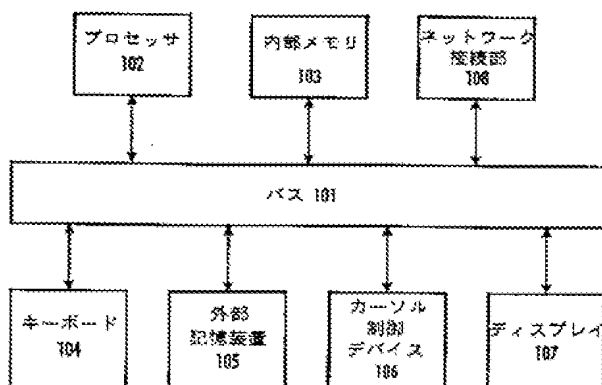 プロセッサ
102
内部メモリ
103
ネットワーク
接続部
108
バス 101
キーボード
104
外部
記憶装置
105
カーソル
制御
デバイス
106
ディスプレイ
107